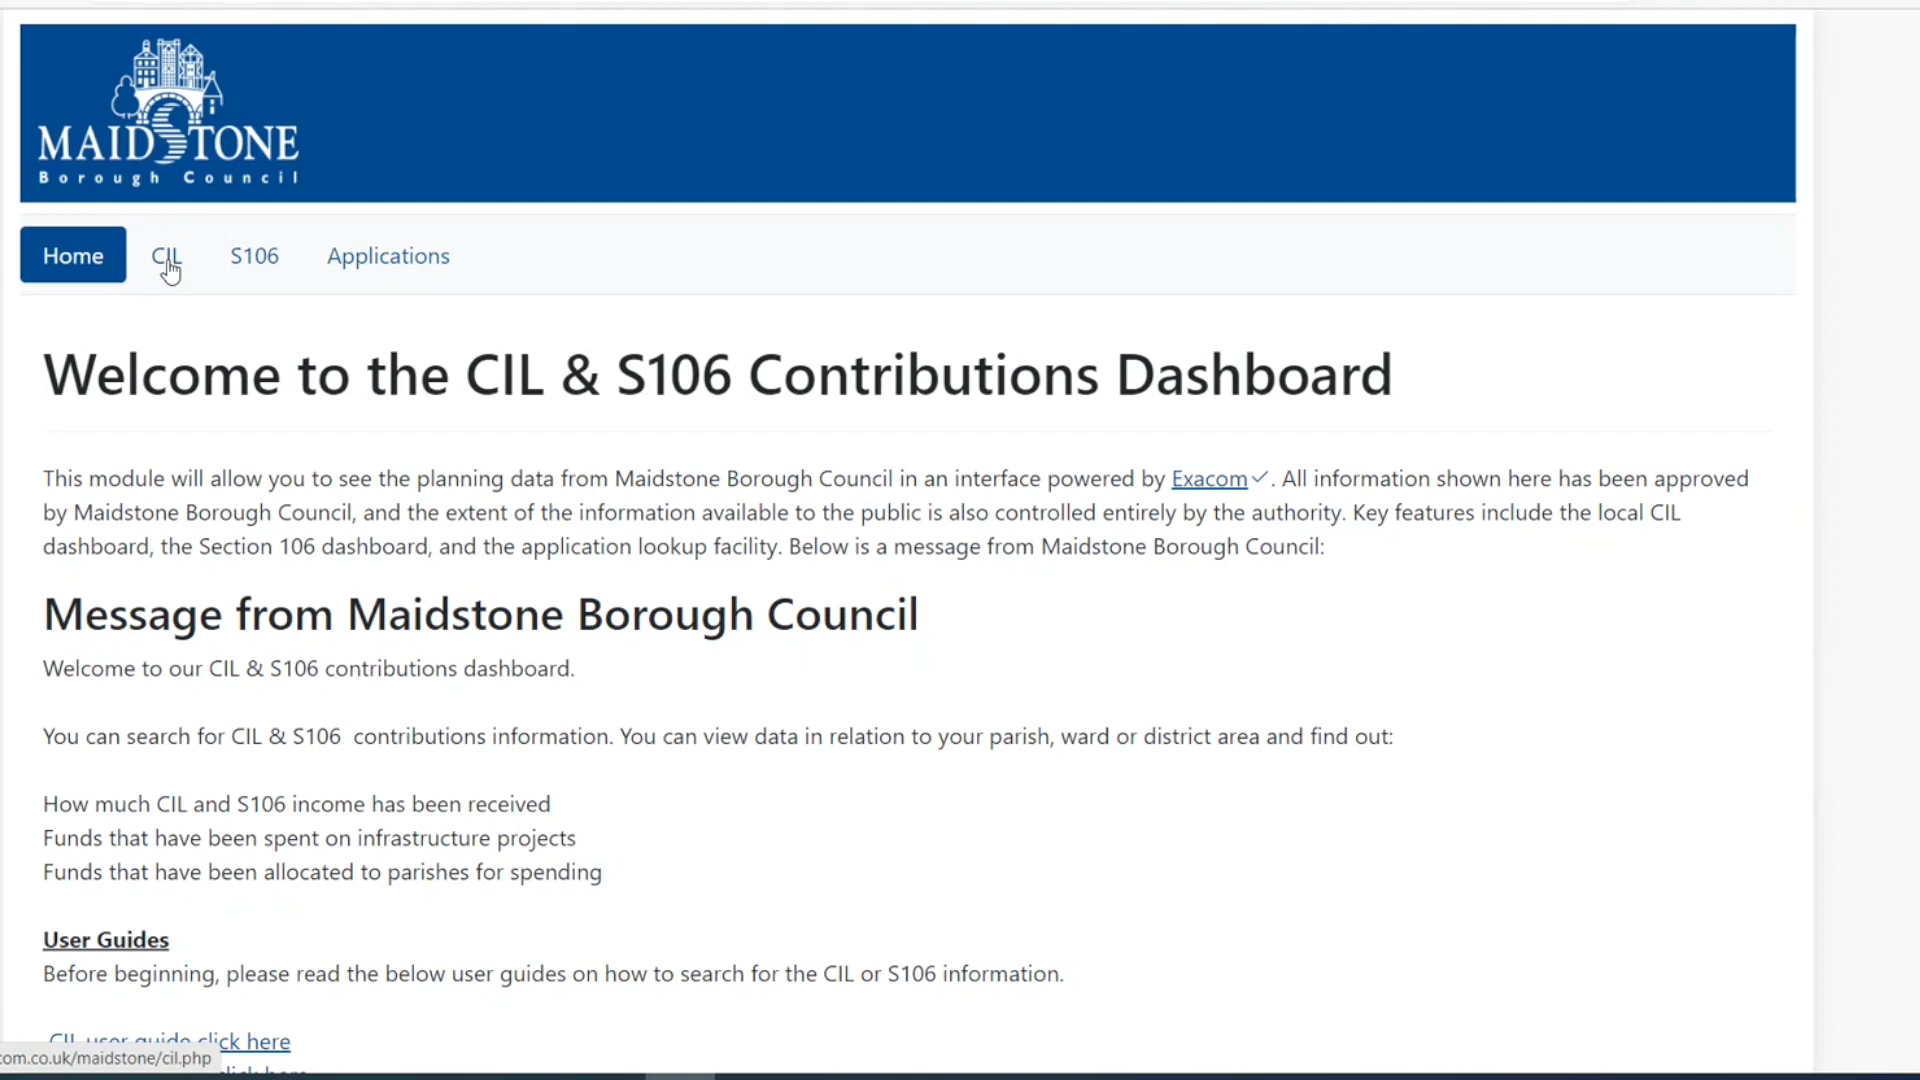 MAIDSTONE
Borough Council
Home CIL S106 Applications
Welcome to the CIL & S106 Contributions Dashboard
This module will allow you to see the planning data from Maidstone Borough Council in an interface powered by Exacom. All information shown here has been approved
by Maidstone Borough Council, and the extent of the information available to the public is also controlled entirely by the authority. Key features include the local CIL
dashboard, the Section 106 dashboard, and the application lookup facility. Below is a message from Maidstone Borough Council:
Message from Maidstone Borough Council
Welcome to our CIL & S106 contributions dashboard.
You can search for CIL & S106 contributions information. You can view data in relation to your parish, ward or district area and find out:
How much CIL and S106 income has been received
Funds that have been spent on infrastructure projects
Funds that have been allocated to parishes for spending
User Guides
Before beginning, please read the below user guides on how to search for the CIL or S106 information.
CIL user guide click here
com.co.uk/maidstone/cil.php
click here